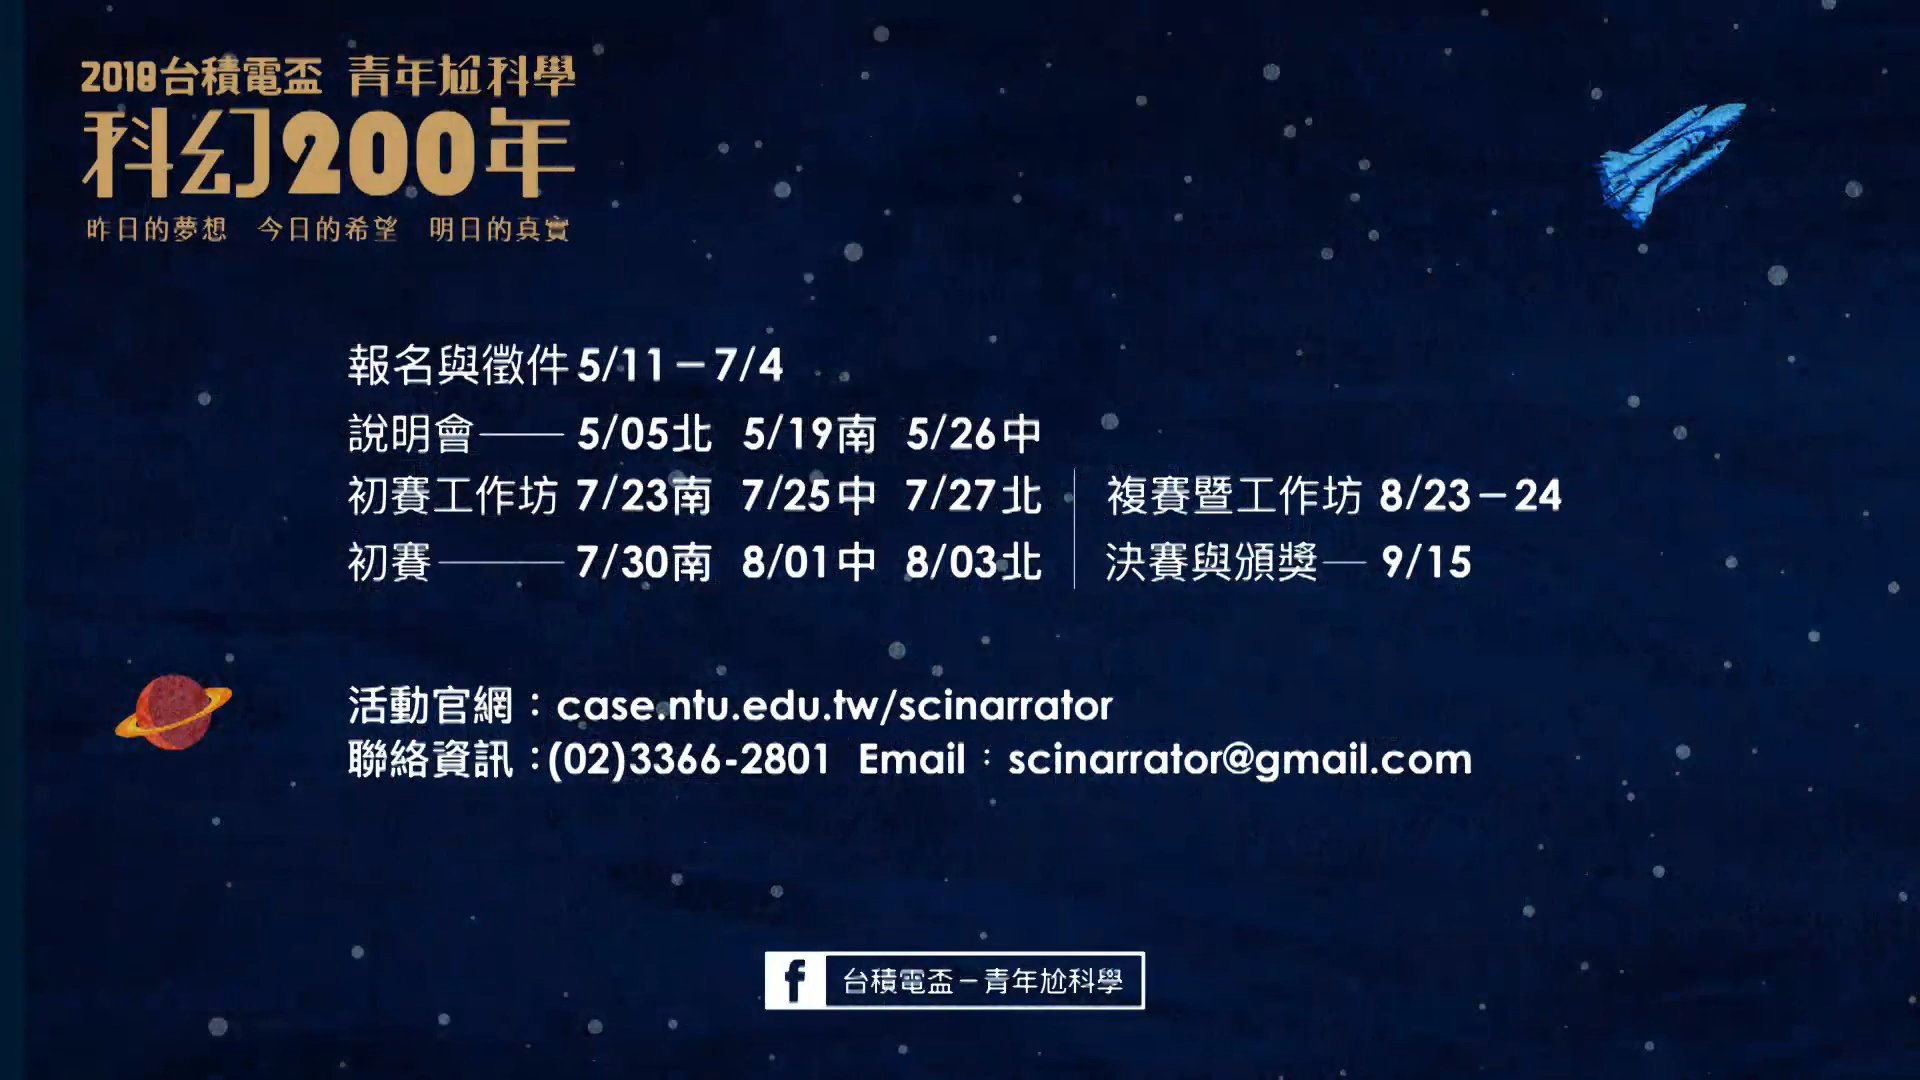 2018台積電盃 青年尬科學
科幻200年
昨日的夢想 今日的希望 明日的真實
報名與徵件 5/11－7/4
說明會—— 5/05北 5/19南 5/26中
初賽工作坊 7/23南 7/25中 7/27北
初賽——— 7/30南 8/01中 8/03北
複賽暨工作坊 8/23－24
決賽與頒獎— 9/15
活動官網：case.ntu.edu.tw/scinarrator
聯絡資訊：(02)3366-2801 Email：scinarrator@gmail.com
f 台積電盃－青年尬科學